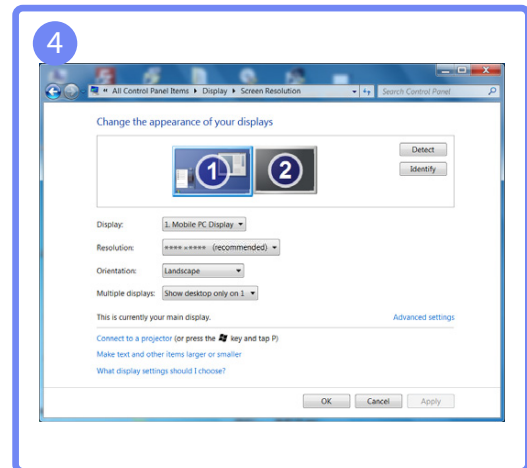 4
« All Control Panel Items ▸ Display ▸ Screen Resolution
Search Control Panel
Change the appearance of your displays
1
2
Detect
Identify
Display: 1. Mobile PC Display
Resolution: **** × **** (recommended)
Orientation: Landscape
Multiple displays: Show desktop only on 1
This is currently your main display.
Advanced settings
Connect to a projector (or press the key and tap P)
Make text and other items larger or smaller
What display settings should I choose?
OK
Cancel
Apply